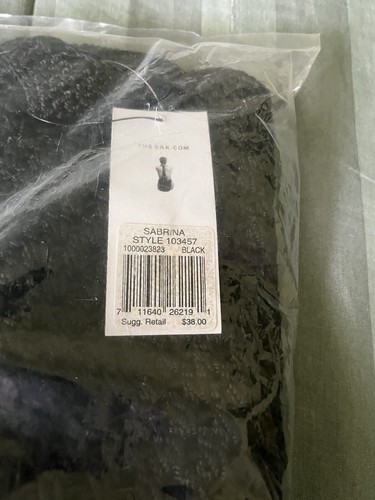 THESAK.COM
SABRINA
STYLE 103457
1000023823 BLACK
7 11640 26219 1
Sugg. Retail $38.00